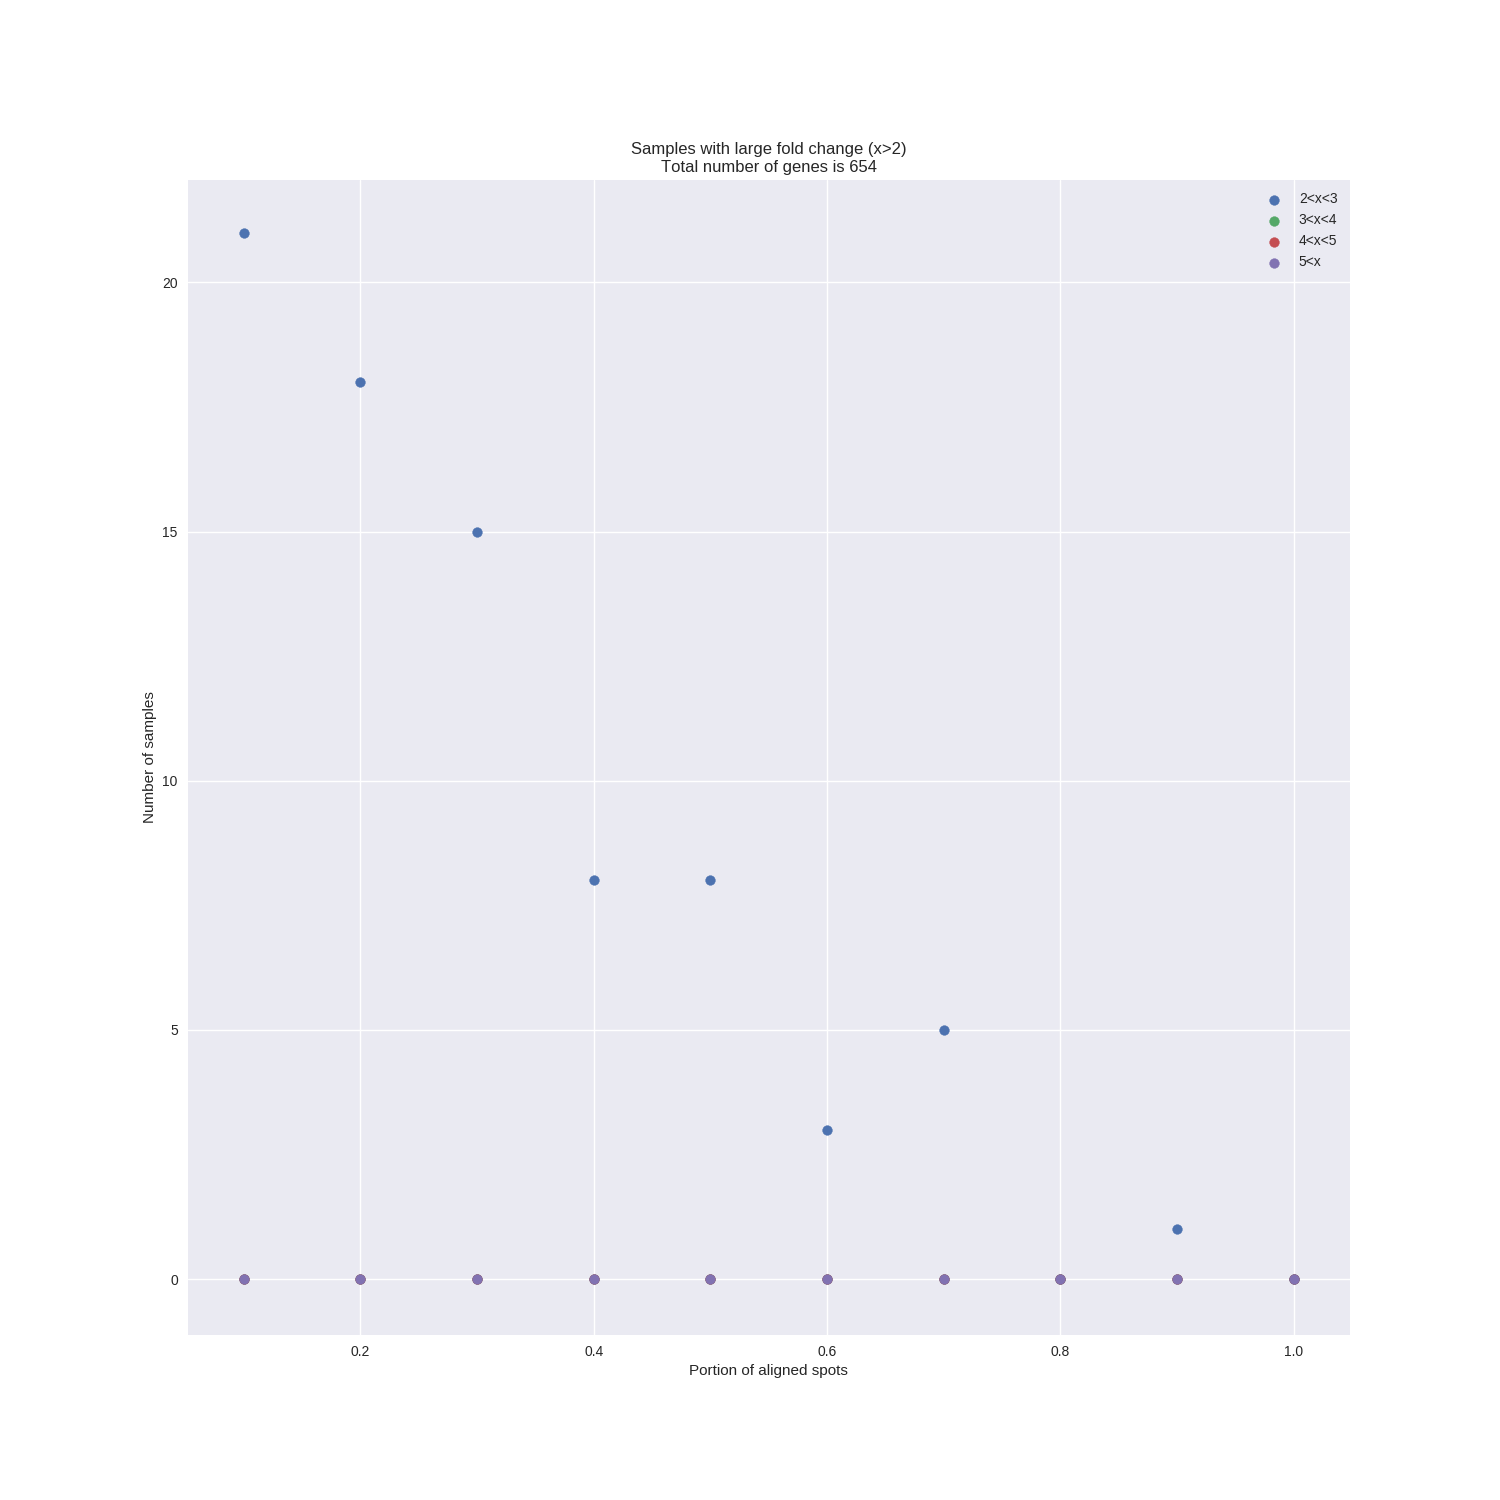 Samples with large fold change (x>2)
Total number of genes is 654
2<x<3
3<x<4
4<x<5
5<x
20
15
10
5
0
Number of samples
0.2
0.4
0.6
0.8
1.0
Portion of aligned spots